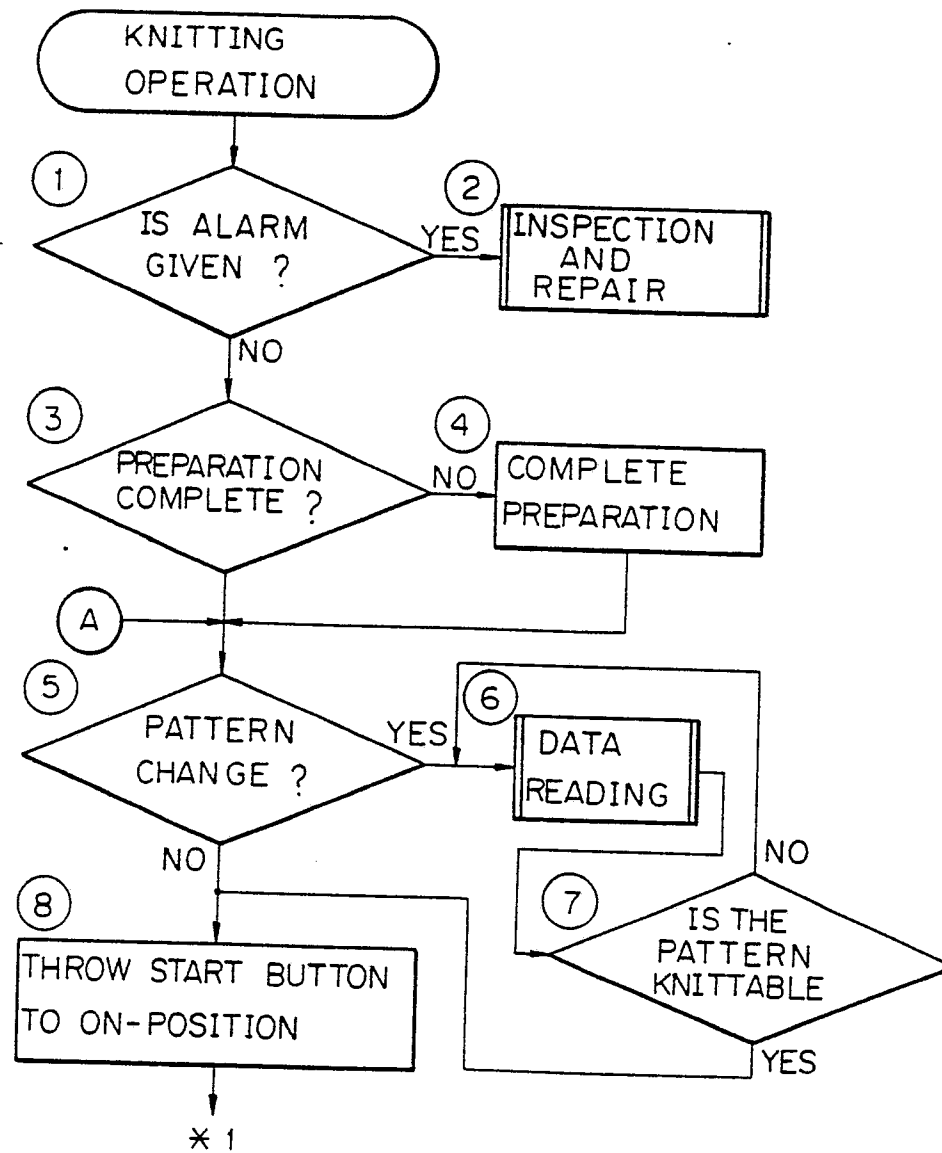 KNITTING
OPERATION
1
IS ALARM
GIVEN ?
YES
2
INSPECTION
AND
REPAIR
NO
3
PREPARATION
COMPLETE ?
NO
4
COMPLETE
PREPARATION
A
5
PATTERN
CHANGE ?
YES
6
DATA
READING
NO
7
IS THE
PATTERN
KNITTABLE
NO
YES
8
THROW START BUTTON
TO ON-POSITION
* 1